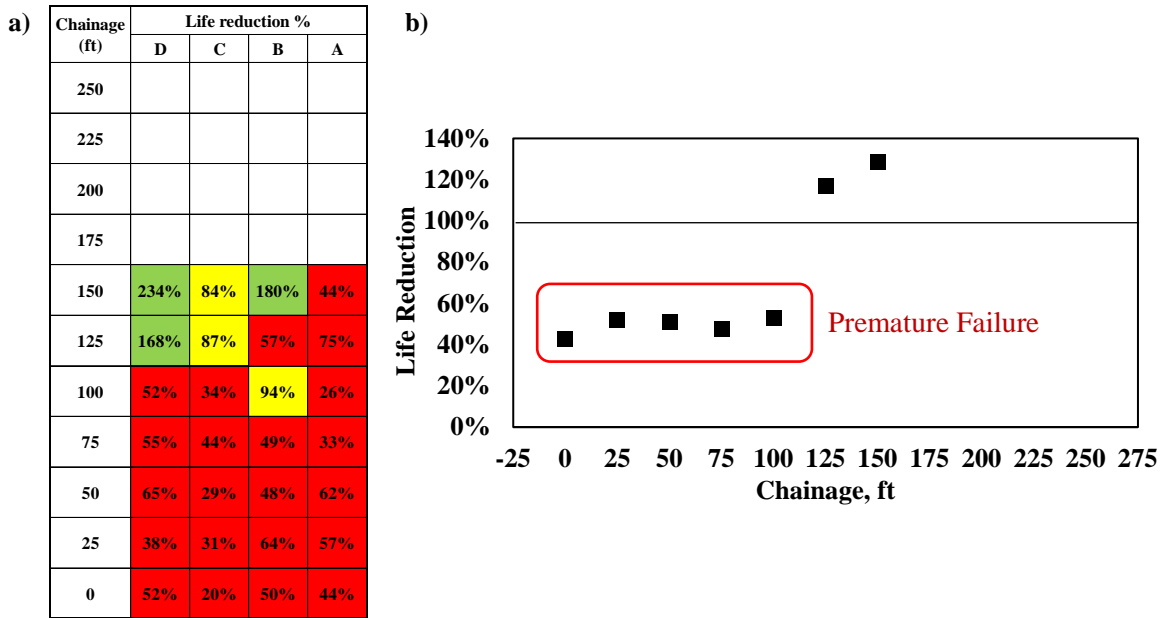 a)
Chainage (ft) Life reduction %
D C B A
250
225
200
175
150 234% 84% 180% 44%
125 168% 87% 57% 75%
100 52% 34% 94% 26%
75 55% 44% 49% 33%
50 65% 29% 48% 62%
25 38% 31% 64% 57%
0 52% 20% 50% 44%
b)
140%
120%
100%
80%
60%
40%
20%
0%
Life Reduction
Premature Failure
-25 0 25 50 75 100 125 150 175 200 225 250 275
Chainage, ft